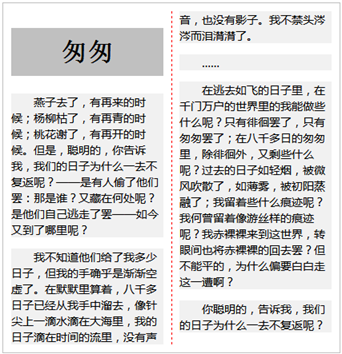 匆匆
燕子去了，有再来的时
候；杨柳枯了，有再青的时
候；桃花谢了，有再开的时
候。但是，聪明的，你告诉
我，我们的日子为什么一去不
复返呢？——是有人偷了他们
罢：那是谁？又藏在何处呢？
是他们自己逃走了罢——如今
又到了哪里呢？
我不知道他们给了我多少
日子，但我的手确乎是渐渐空
虚了。在默默里算着，八千多
日子已经从我手中溜去，像针
尖上一滴水滴在大海里，我的
日子滴在时间的流里，没有声
音，也没有影子。我不禁头涔
涔而泪潸潸了。
……
在逃去如飞的日子里，在
千门万户的世界里的我能做些
什么呢？只有徘徊罢了，只有
匆匆罢了；在八千多日的匆匆
里，除徘徊外，又剩些什么
呢？过去的日子如轻烟，被微
风吹散了，如薄雾，被初阳蒸
融了；我留着些什么痕迹呢？
我何曾留着像游丝样的痕迹
呢？我赤裸裸来到这世界，转
眼间也将赤裸裸的回去罢？但
不能平的，为什么偏要白白走
这一遭啊？
你聪明的，告诉我，我们
的日子为什么一去不复返呢？